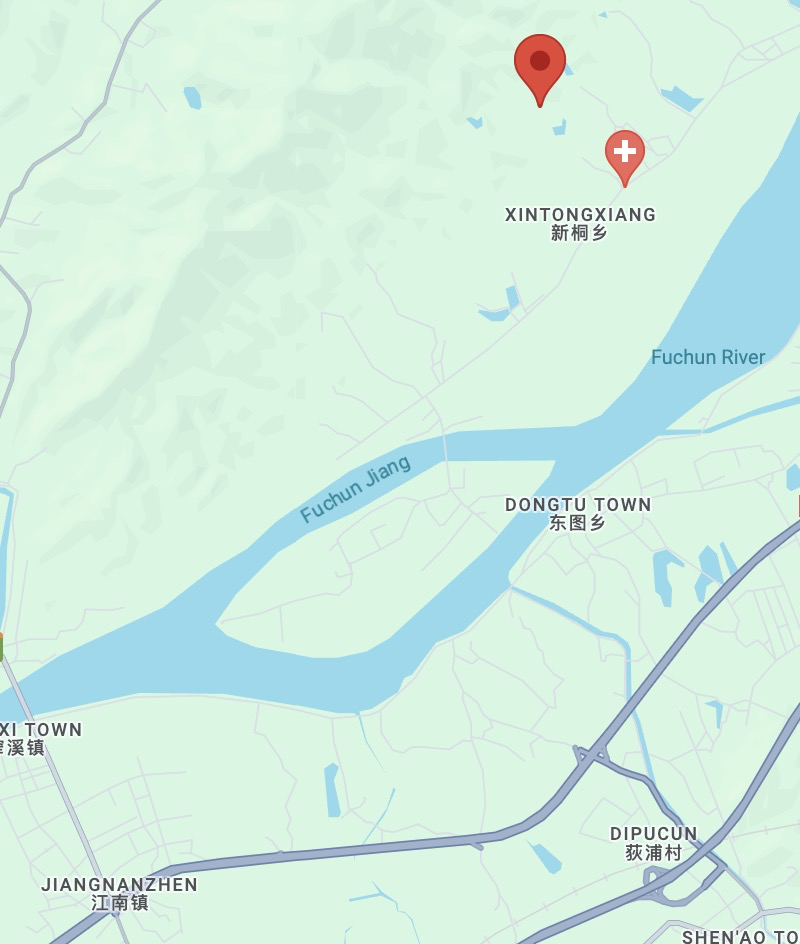 XINTONGXIANG
新桐乡
Fuchun River
Fuchun Jiang
DONGTU TOWN
东图乡
XI TOWN
溪镇
DIPUCUN
荻浦村
JIANGNANZHEN
江南镇
SHEN'AO TO